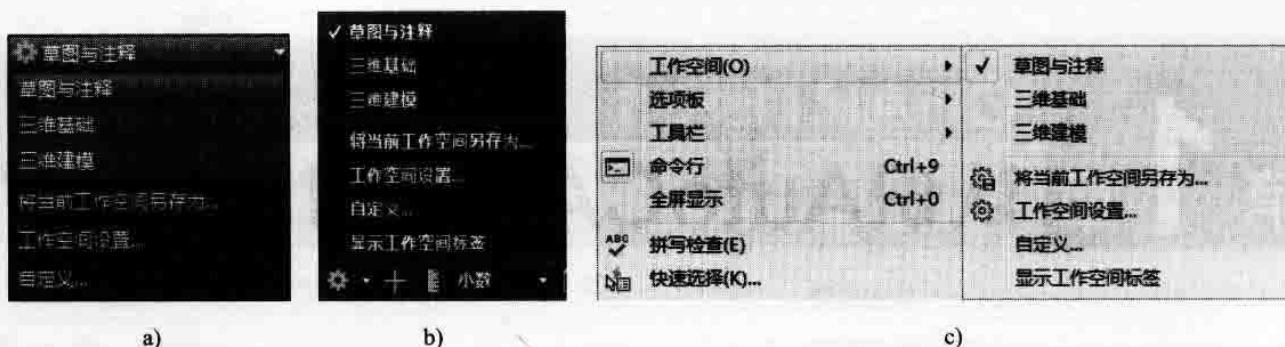 草图与注释
草图与注释
三维基础
三维建模
将当前工作空间另存为...
工作空间设置...
自定义...
a)
✓ 草图与注释
三维基础
三维建模
将当前工作空间另存为...
工作空间设置...
自定义...
显示工作空间标签
小数
b)
工作空间(O)
选项板
工具栏
命令行 Ctrl+9
全屏显示 Ctrl+0
ABC 拼写检查(E)
快速选择(K)...
✓ 草图与注释
三维基础
三维建模
将当前工作空间另存为...
工作空间设置...
自定义...
显示工作空间标签
c)